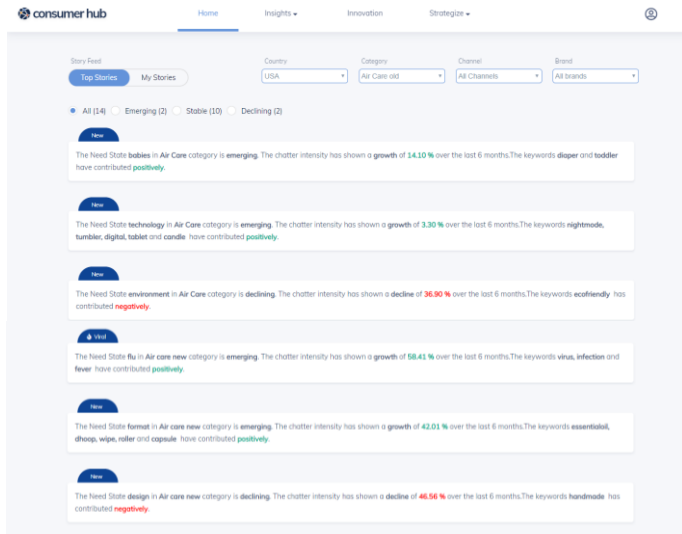 consumer hub
Home
Insights
Innovation
Strategize
Story Feed
Top Stories
My Stories
Country
USA
Category
Air Care old
Channel
All Channels
Brand
All brands
All (14)
Emerging (2)
Stable (10)
Declining (2)
New
The Need State babies in Air Care category is emerging. The chatter intensity has shown a growth of 14.10 % over the last 6 months.The keywords diaper and toddler
have contributed positively.
New
The Need State technology in Air Care category is emerging. The chatter intensity has shown a growth of 3.30 % over the last 6 months.The keywords nightmode,
tumbler, digital, tablet and candle have contributed positively.
New
The Need State environment in Air Care category is declining. The chatter intensity has shown a decline of 36.90 % over the last 6 months.The keywords ecofriendly has
contributed negatively.
Viral
The Need State flu in Air care new category is emerging. The chatter intensity has shown a growth of 58.41 % over the last 6 months.The keywords virus, infection and
fever have contributed positively.
New
The Need State format in Air care new category is emerging. The chatter intensity has shown a growth of 42.01 % over the last 6 months.The keywords essentialoil,
dhoop, wipe, roller and capsule have contributed positively.
New
The Need State design in Air care new category is declining. The chatter intensity has shown a decline of 46.56 % over the last 6 months.The keywords handmade has
contributed negatively.